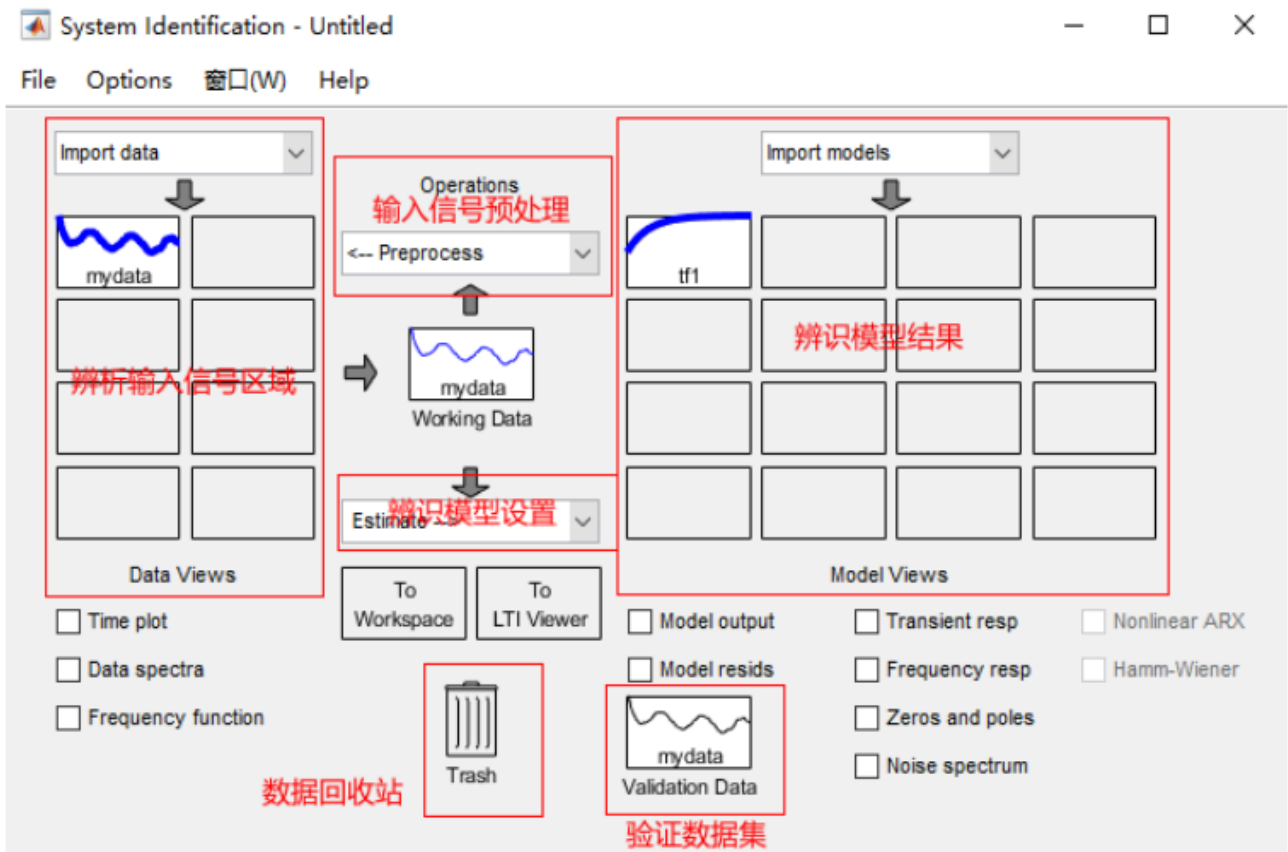 System Identification - Untitled
File Options 窗口(W) Help
Import data
mydata
辨析输入信号区域
Data Views
Time plot
Data spectra
Frequency function
Operations
输入信号预处理
<-- Preprocess
mydata
Working Data
Estimate -->
辨识模型设置
To
Workspace
To
LTI Viewer
Trash
数据回收站
Import models
tf1
辨识模型结果
Model Views
Model output
Model resids
Transient resp
Frequency resp
Zeros and poles
Noise spectrum
Nonlinear ARX
Hamm-Wiener
mydata
Validation Data
验证数据集